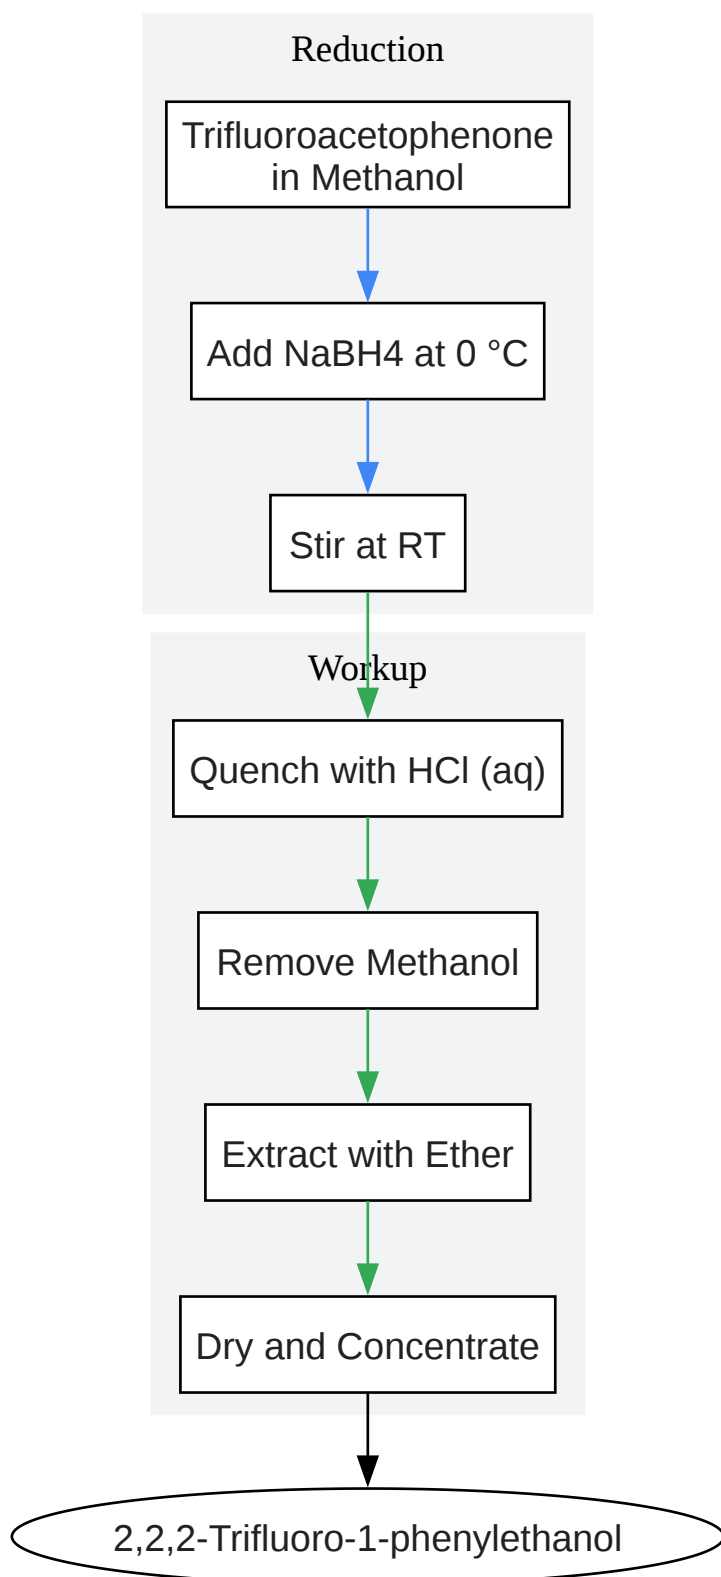 Reduction
Trifluoroacetophenone
in Methanol
Add NaBH4 at 0 °C
Stir at RT
Workup
Quench with HCl (aq)
Remove Methanol
Extract with Ether
Dry and Concentrate
2,2,2-Trifluoro-1-phenylethanol